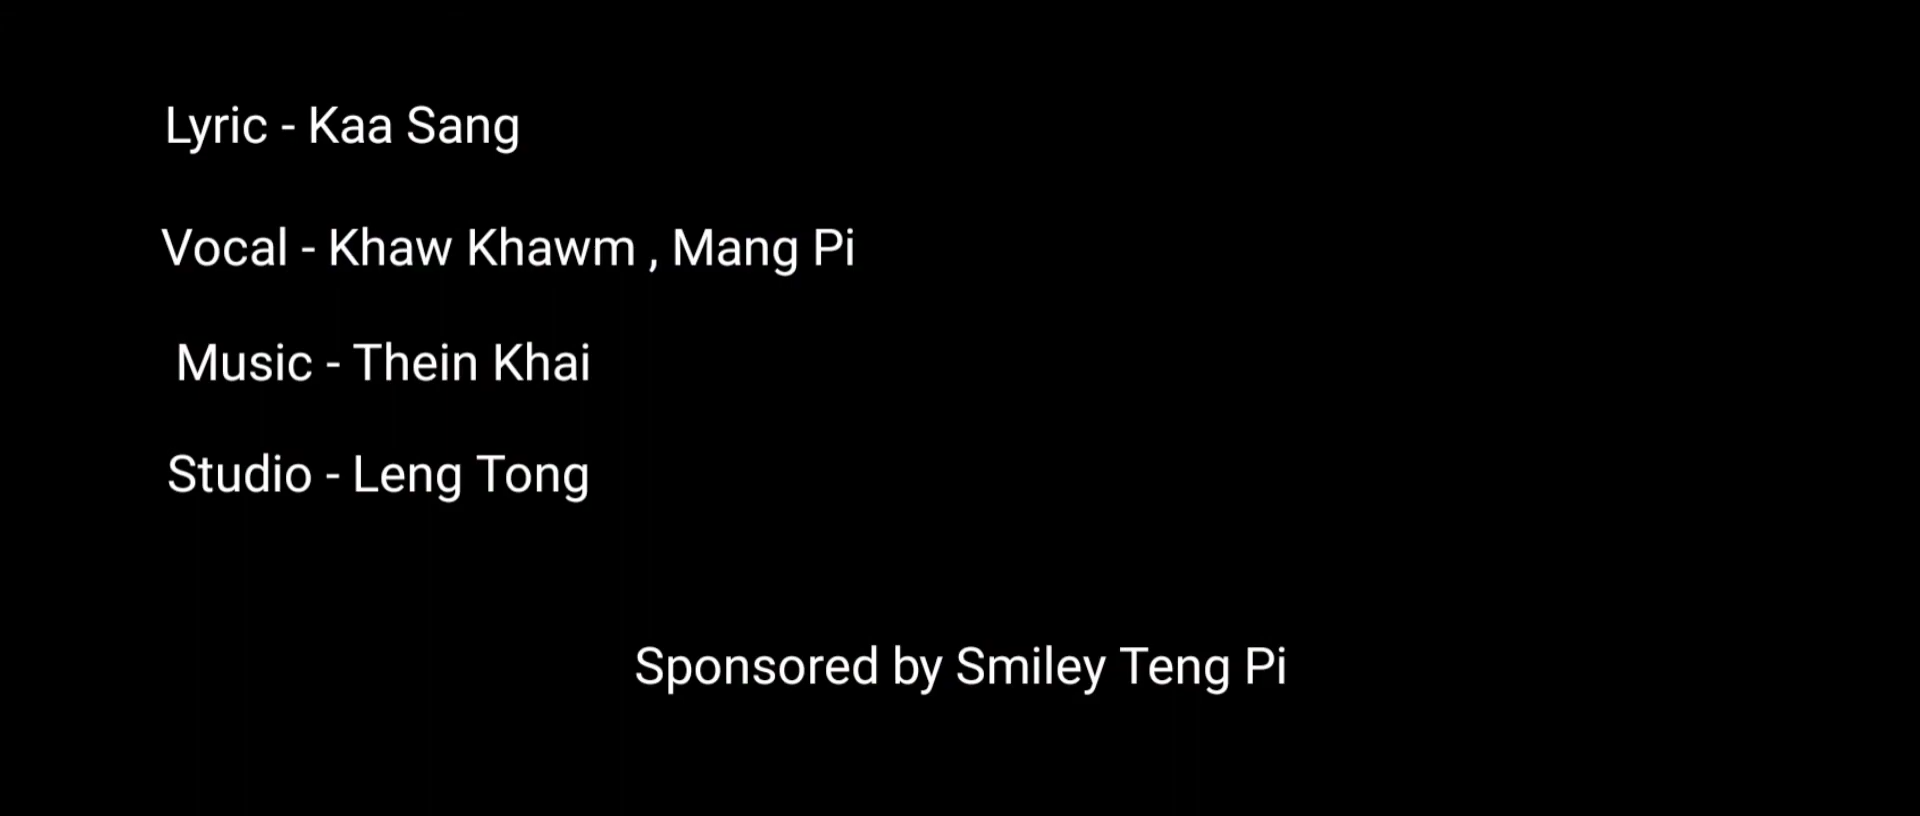 Lyric - Kaa Sang
Vocal - Khaw Khawm , Mang Pi
Music - Thein Khai
Studio - Leng Tong
Sponsored by Smiley Teng Pi